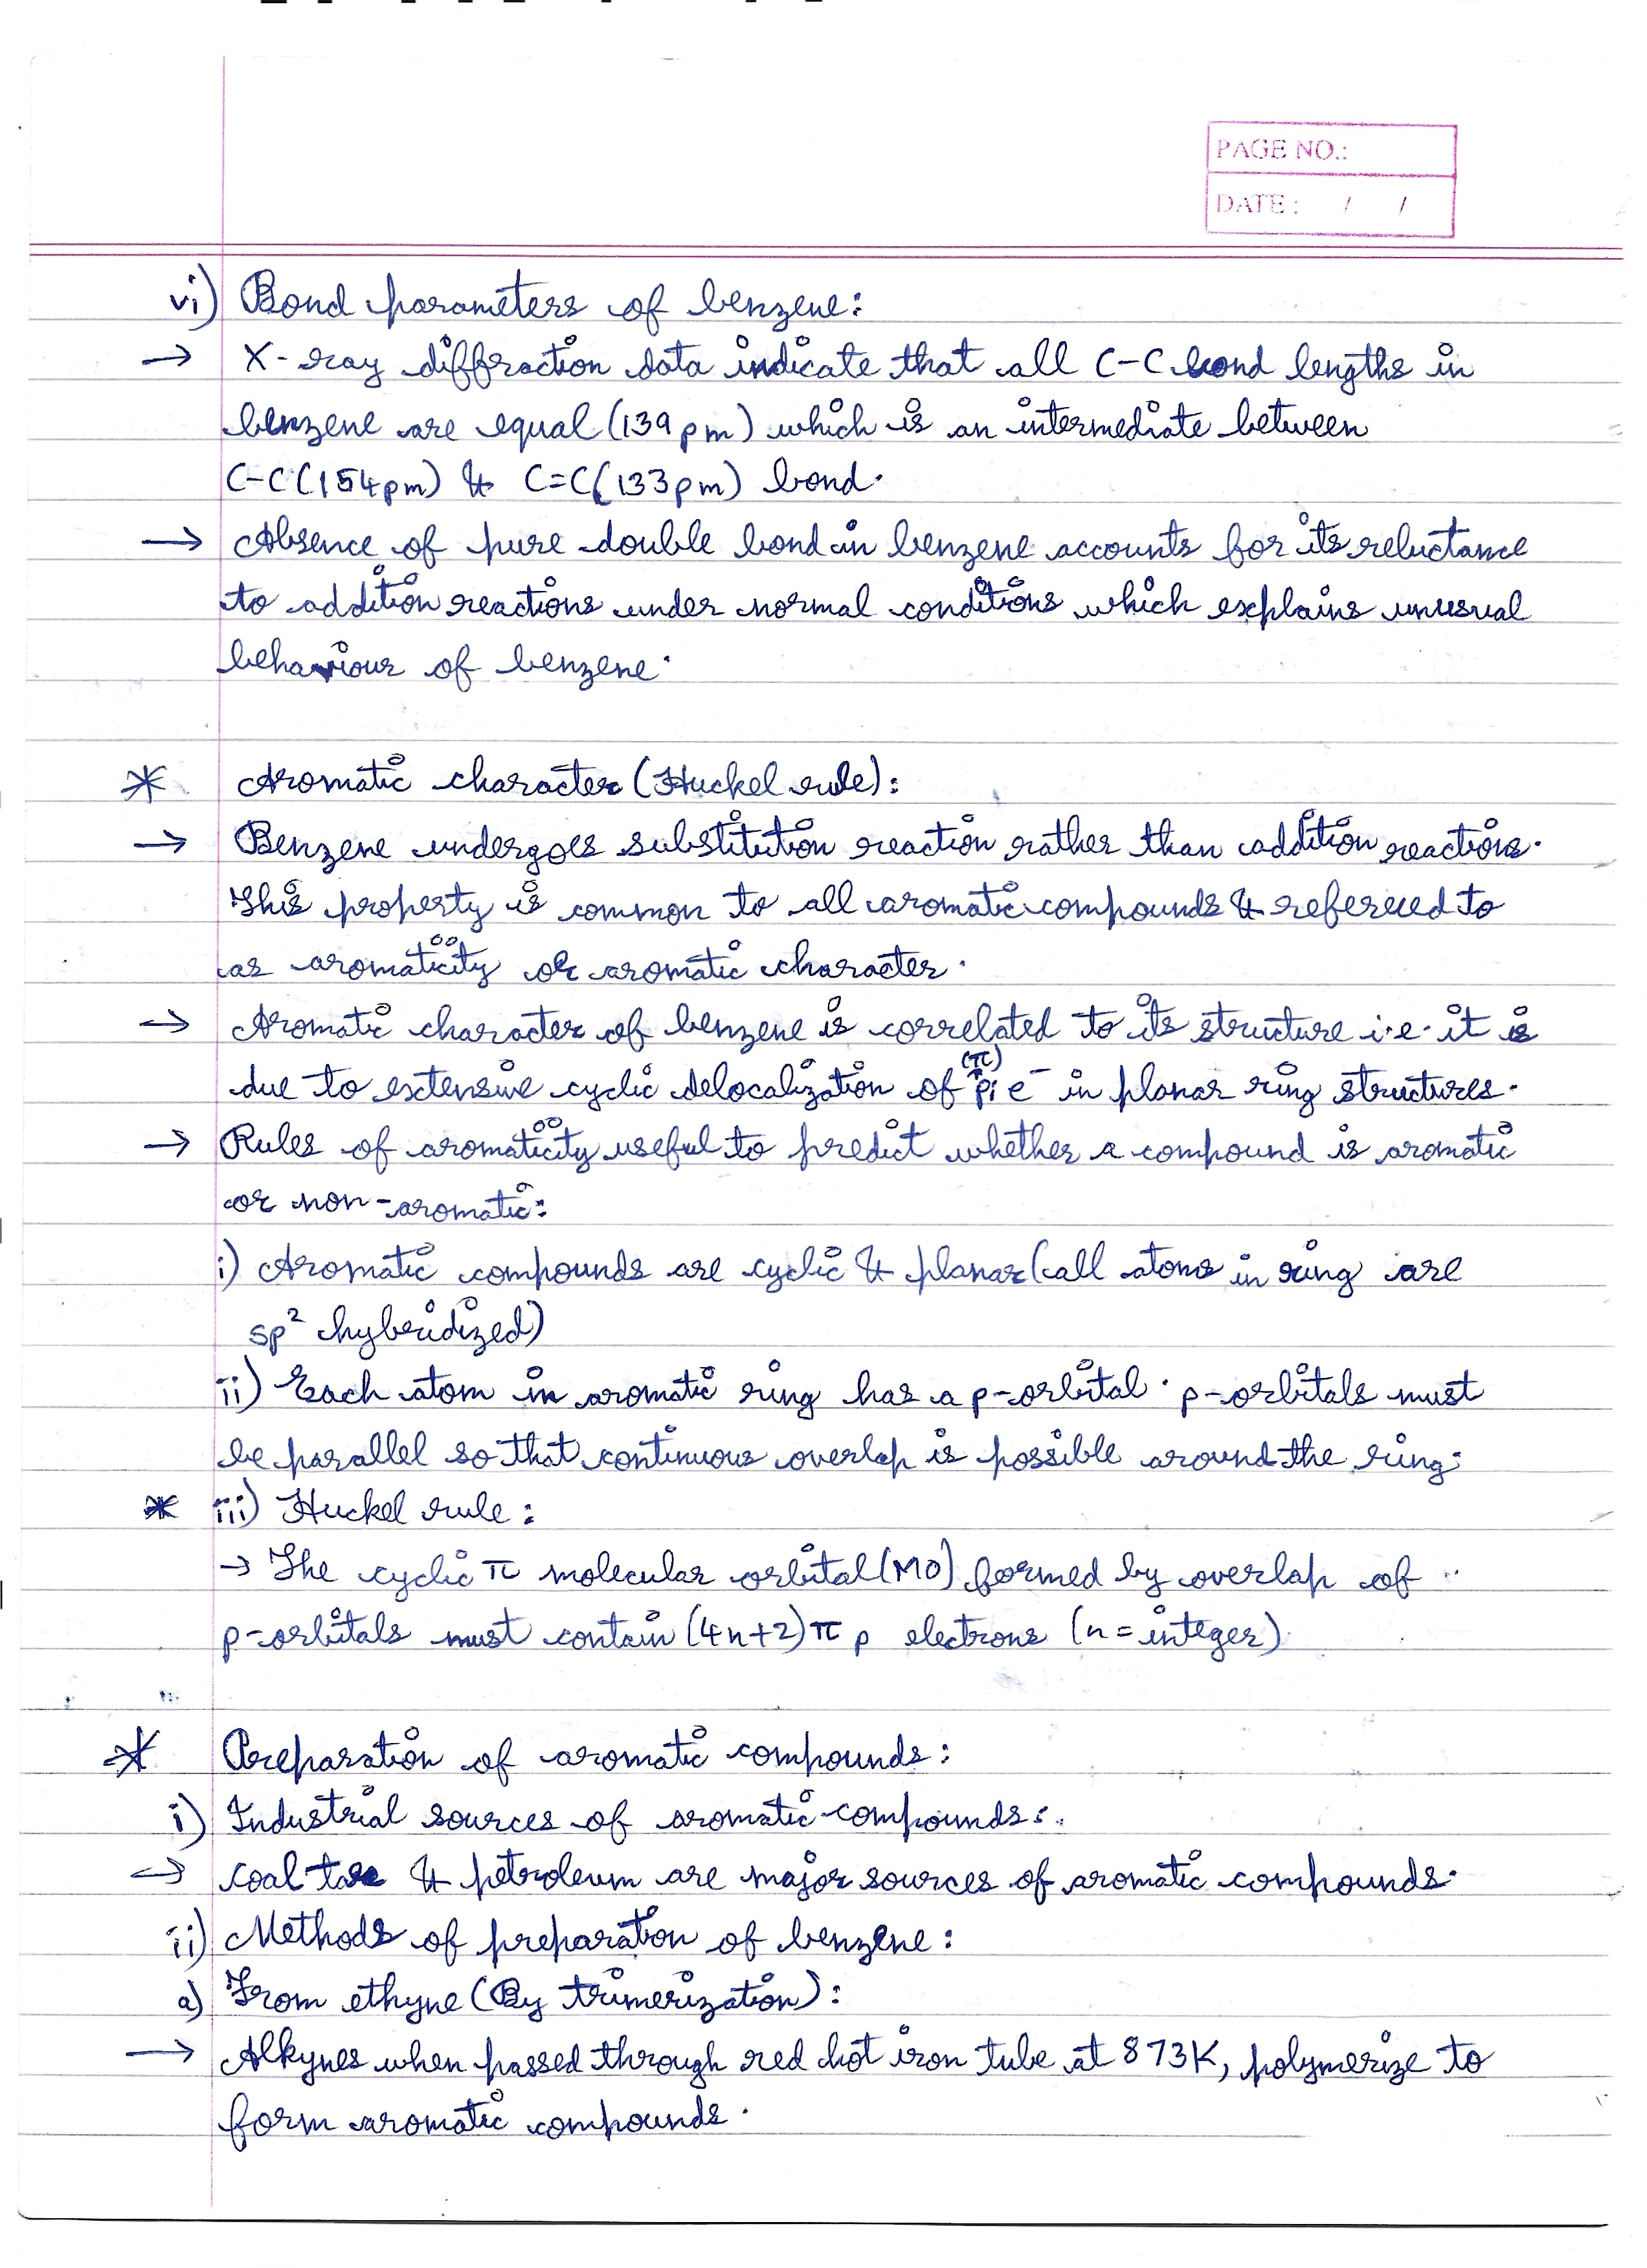 PAGE NO.:
DATE : / /
vi) Bond parameters of benzene:
→ X-ray diffraction data indicate that all C-C bond lengths in
benzene are equal (139pm) which is an intermediate between
C-C (154pm) & C=C (133pm) bond.
→ Absence of pure double bond in benzene accounts for its reluctance
to addition reactions under normal conditions which explains unusual
behaviour of benzene.
* Aromatic character (Huckel rule):
→ Benzene undergoes substitution reaction rather than addition reactions.
This property is common to all aromatic compounds & refereed to
as aromaticity or aromatic character.
→ Aromatic character of benzene is correlated to its structure i.e. it is
(π)
due to extensive cyclic delocalization of pi e⁻ in planar ring structures.
→ Rules of aromaticity useful to predict whether a compound is aromatic
or non-aromatic:
i) Aromatic compounds are cyclic & planar (all atoms in ring are
sp² hyberidized)
ii) Each atom in aromatic ring has a p-orbital. p-orbitals must
be parallel so that continuous overlap is possible around the ring.
* iii) Huckel rule:
→ The cyclic π molecular orbital (MO) formed by overlap of
p-orbitals must contain (4n+2)π p electrons (n = integer)
* Preparation of aromatic compounds:
i) Industrial sources of aromatic compounds:
→ Coal tar & petroleum are major sources of aromatic compounds.
ii) Methods of preparation of benzene:
a) From ethyne (By trimerization):
→ Alkynes when passed through red hot iron tube at 873K, polymerize to
form aromatic compounds.